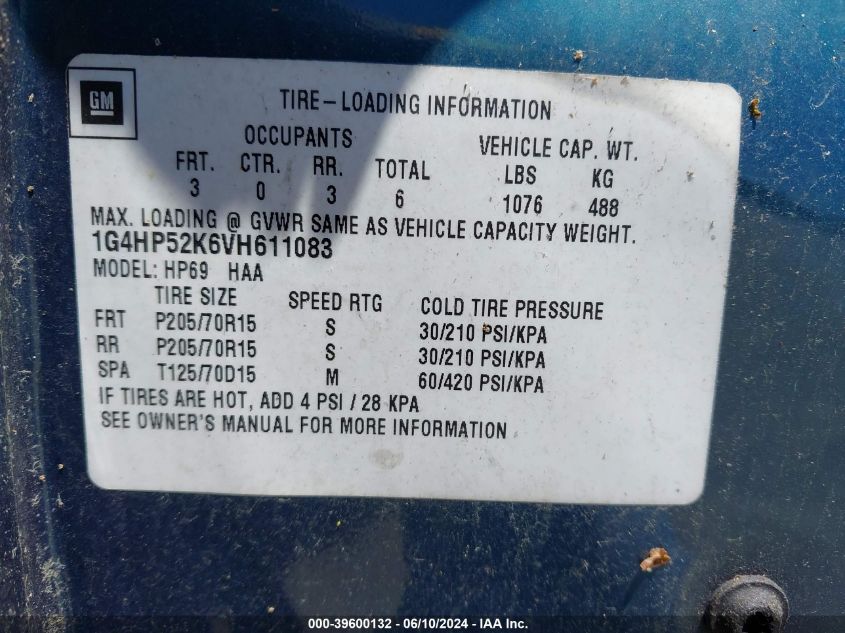 GM
TIRE-LOADING INFORMATION
OCCUPANTS VEHICLE CAP. WT.
FRT. CTR. RR. TOTAL LBS KG
3 0 3 6 1076 488
MAX. LOADING @ GVWR SAME AS VEHICLE CAPACITY WEIGHT.
1G4HP52K6VH611083
MODEL: HP69 HAA
TIRE SIZE SPEED RTG COLD TIRE PRESSURE
FRT P205/70R15 S 30/210 PSI/KPA
RR P205/70R15 S 30/210 PSI/KPA
SPA T125/70D15 M 60/420 PSI/KPA
IF TIRES ARE HOT, ADD 4 PSI / 28 KPA
SEE OWNER'S MANUAL FOR MORE INFORMATION
000-39600132 - 06/10/2024 - IAA Inc.